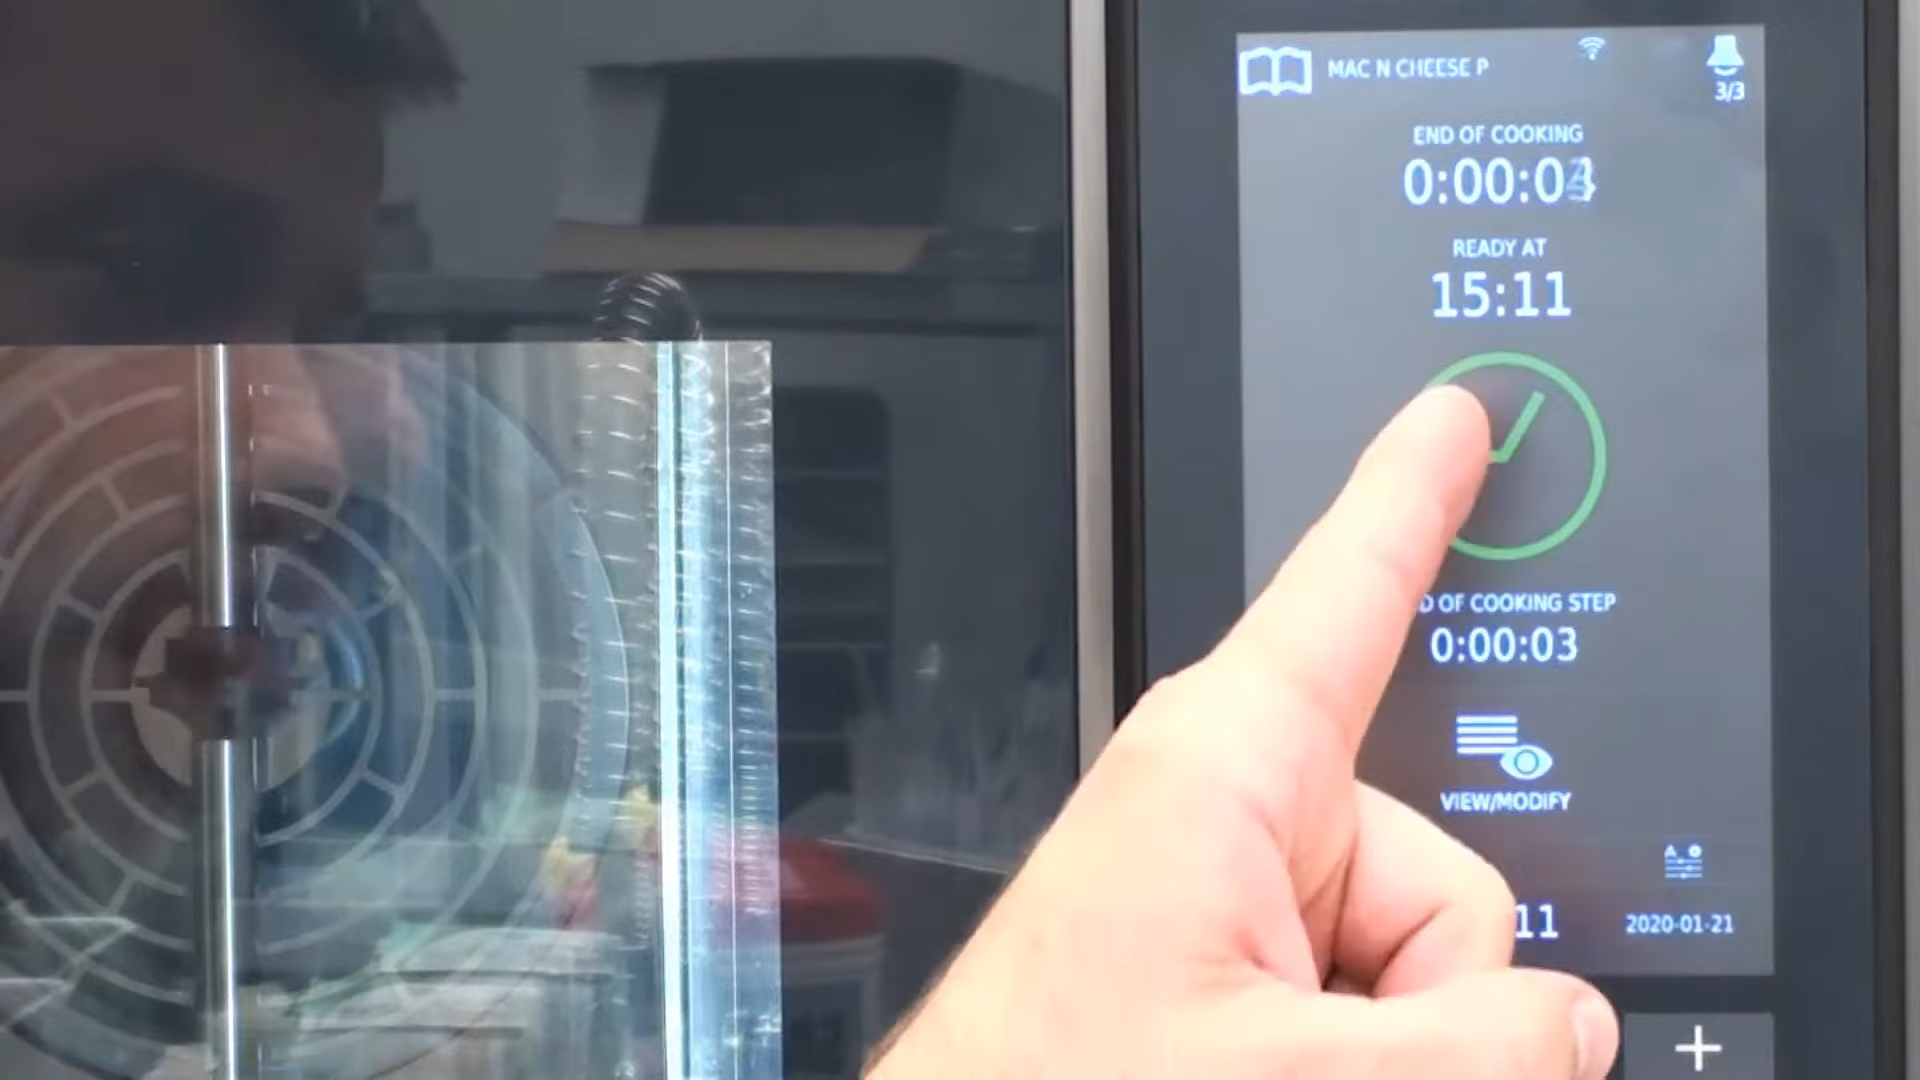 MAC N CHEESE P
3/3
END OF COOKING
READY AT
15:11
D OF COOKING STEP
0:00:03
VIEW/MODIFY
11
2020-01-21
+